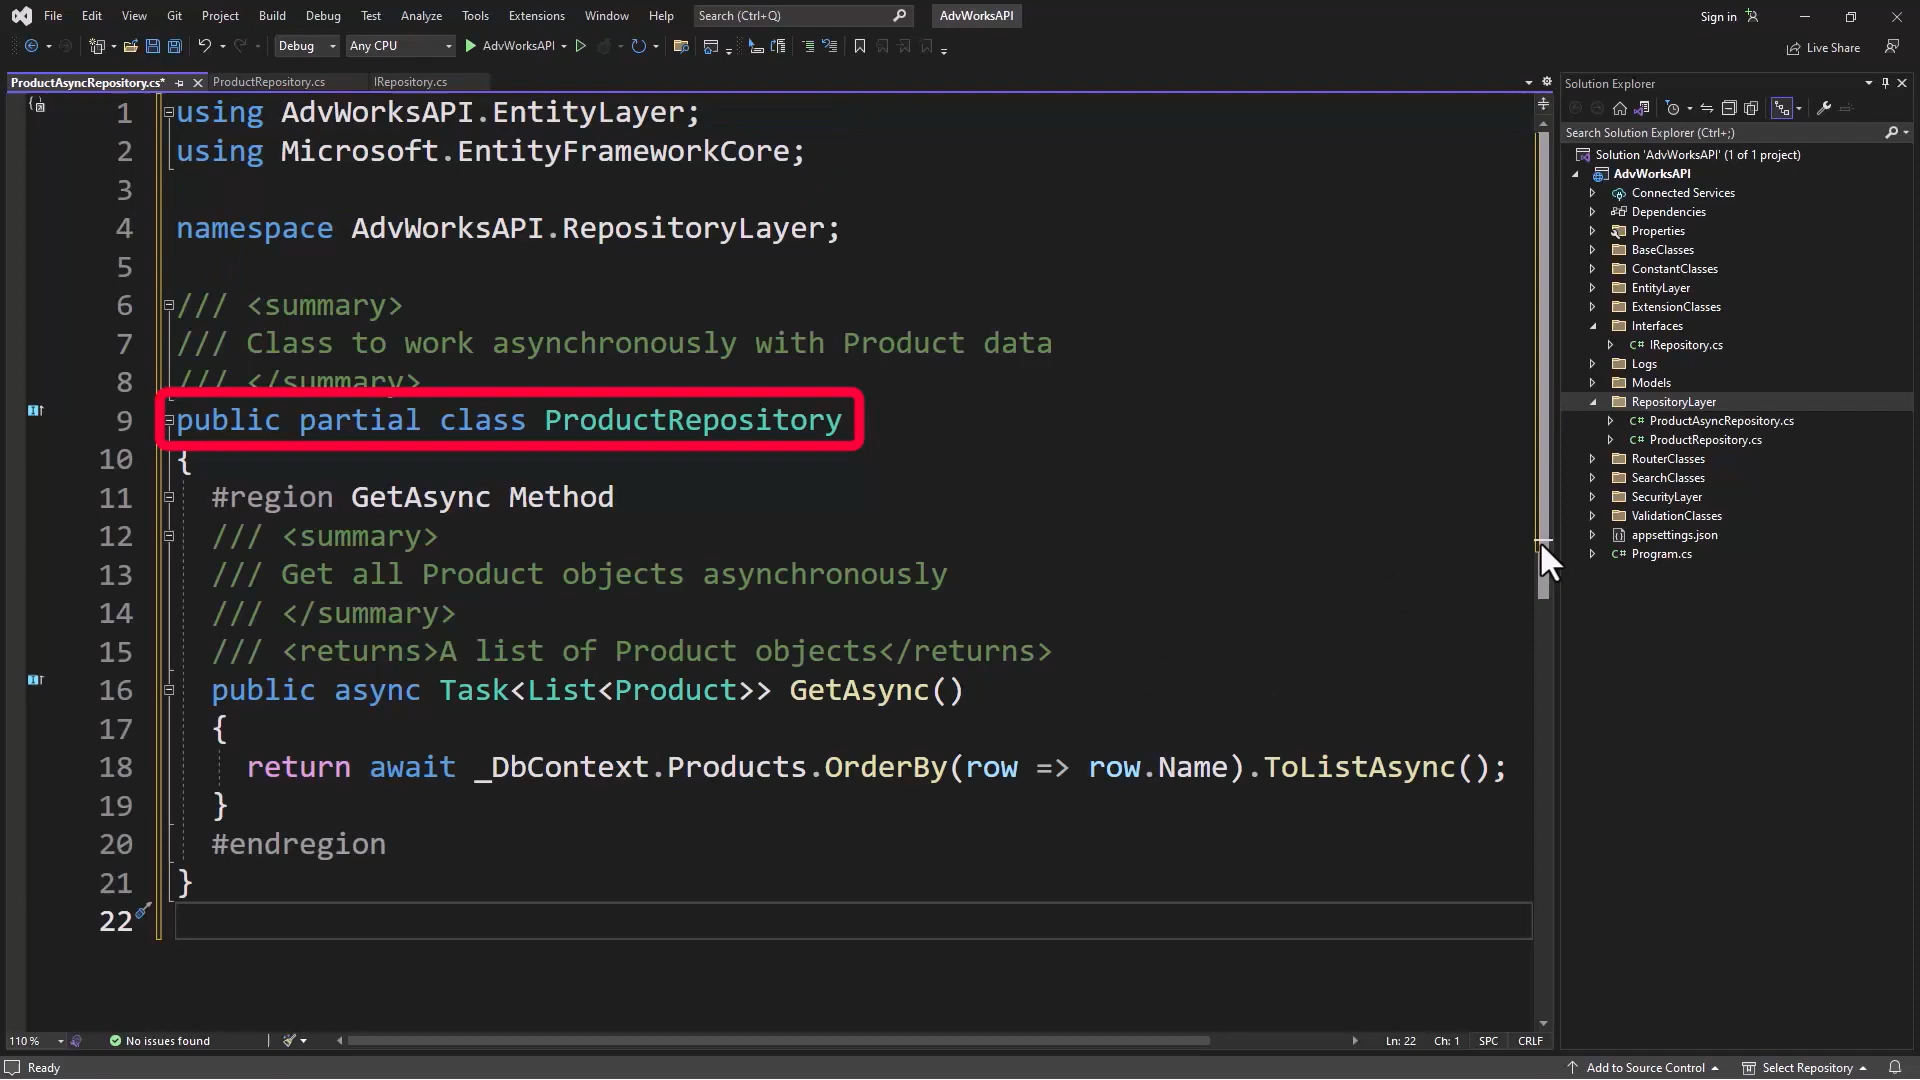 File Edit View Git Project Build Debug Test Analyze Tools Extensions Window Help Search (Ctrl+Q) AdvWorksAPI Sign in
Debug Any CPU AdvWorksAPI Live Share
ProductAsyncRepository.cs* ProductRepository.cs IRepository.cs
1 using AdvWorksAPI.EntityLayer;
2 using Microsoft.EntityFrameworkCore;
3
4 namespace AdvWorksAPI.RepositoryLayer;
5
6 /// <summary>
7 /// Class to work asynchronously with Product data
8 /// </summary>
9 public partial class ProductRepository
10 {
11 #region GetAsync Method
12 /// <summary>
13 /// Get all Product objects asynchronously
14 /// </summary>
15 /// <returns>A list of Product objects</returns>
16 public async Task<List<Product>> GetAsync()
17 {
18 return await _DbContext.Products.OrderBy(row => row.Name).ToListAsync();
19 }
20 #endregion
21 }
22
Solution Explorer
Search Solution Explorer (Ctrl+;)
Solution 'AdvWorksAPI' (1 of 1 project)
AdvWorksAPI
Connected Services
Dependencies
Properties
BaseClasses
ConstantClasses
EntityLayer
ExtensionClasses
Interfaces
C# IRepository.cs
Logs
Models
RepositoryLayer
C# ProductAsyncRepository.cs
C# ProductRepository.cs
RouterClasses
SearchClasses
SecurityLayer
ValidationClasses
appsettings.json
C# Program.cs
110 % No issues found Ln: 22 Ch: 1 SPC CRLF
Ready Add to Source Control Select Repository